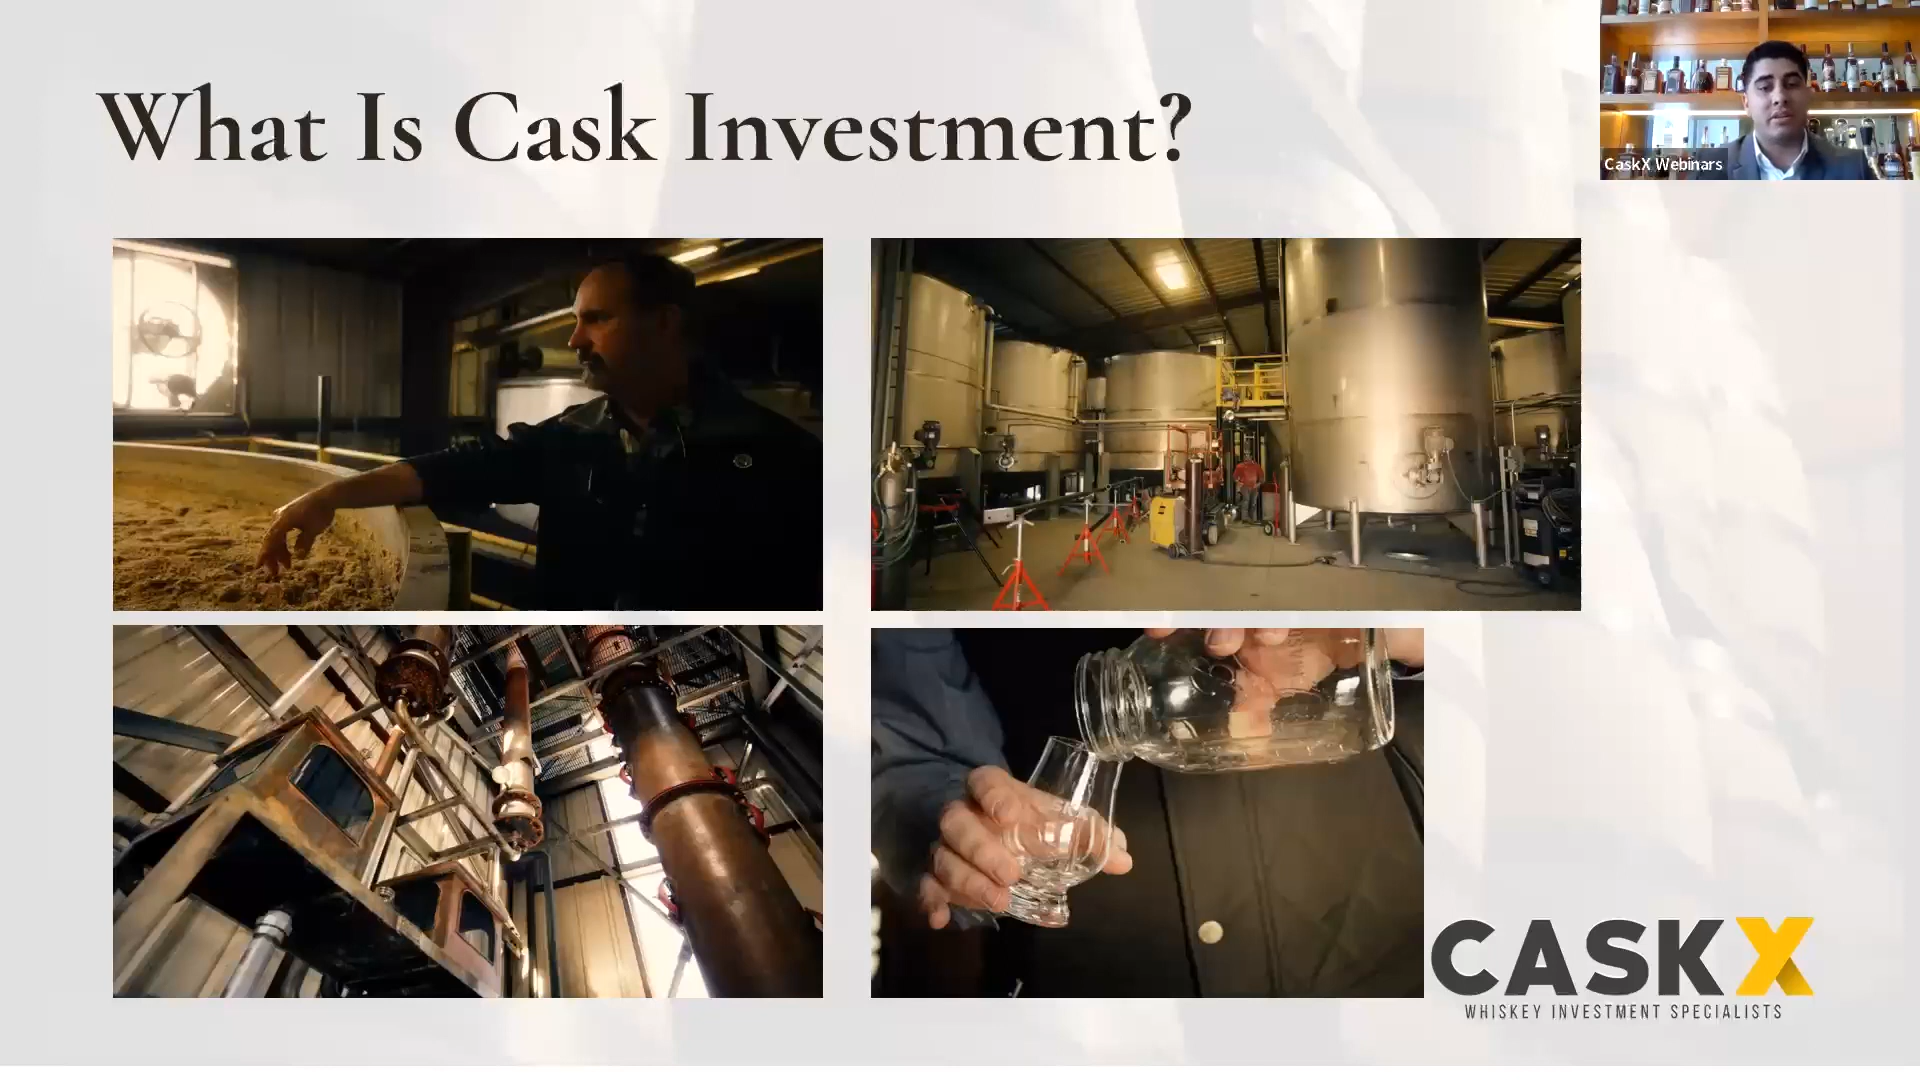 What Is Cask Investment?
CaskX Webinars
CASKX
WHISKEY INVESTMENT SPECIALISTS